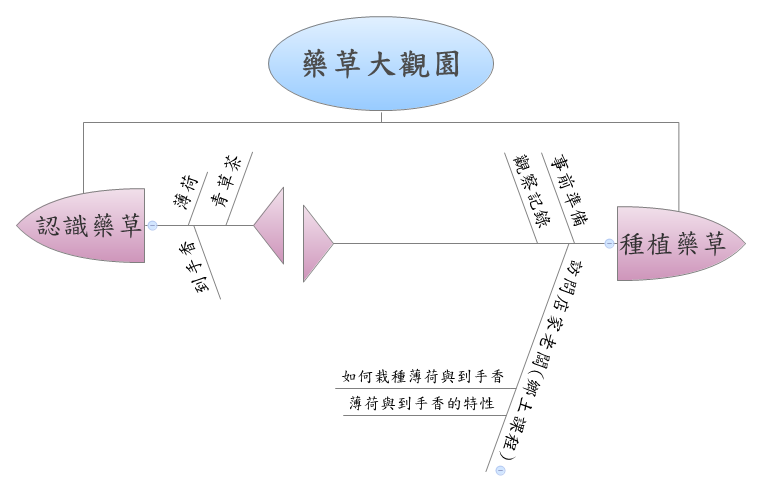 藥草大觀園
認識藥草
薄荷
青草茶
到手香
種植藥草
事前準備
觀察記錄
訪問店家老闆(鄉土課程)
如何栽種薄荷與到手香
薄荷與到手香的特性